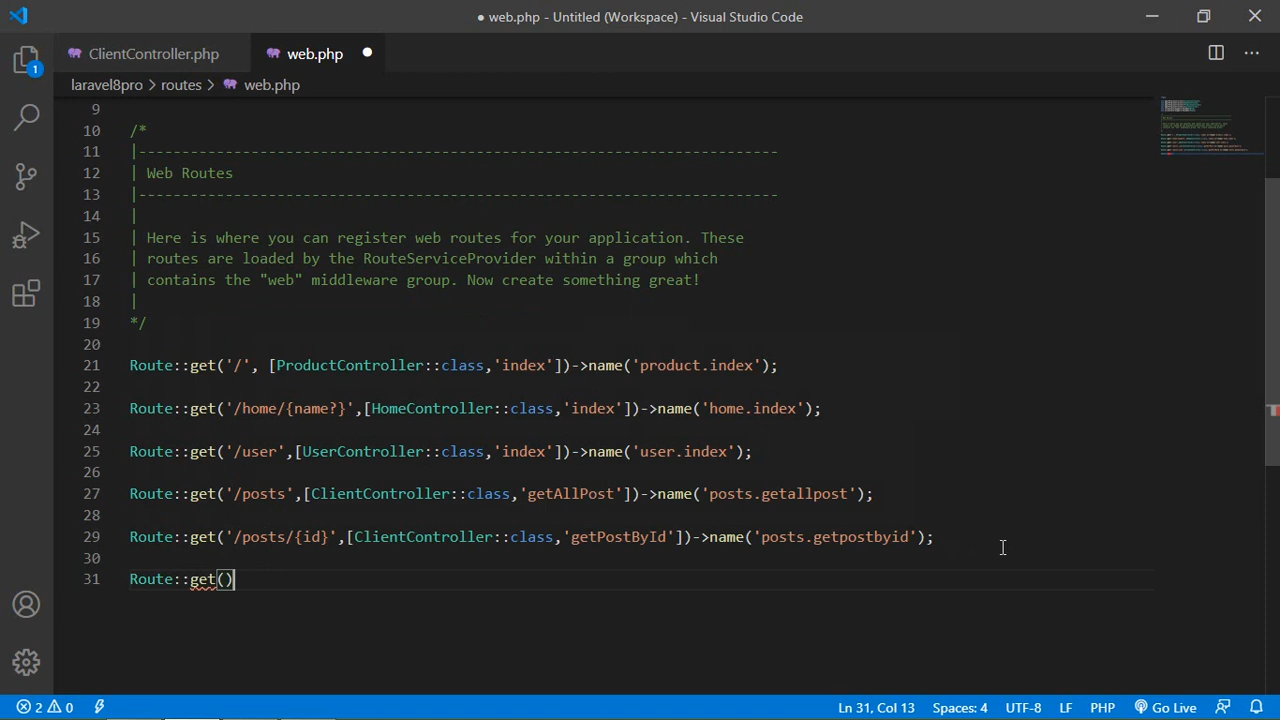 web.php - Untitled (Workspace) - Visual Studio Code
ClientController.php
web.php
laravel8pro > routes > web.php
1
9
10 /*
11 |--------------------------------------------------------------------------
12 | Web Routes
13 |--------------------------------------------------------------------------
14 |
15 | Here is where you can register web routes for your application. These
16 | routes are loaded by the RouteServiceProvider within a group which
17 | contains the "web" middleware group. Now create something great!
18 |
19 */
20
21 Route::get('/', [ProductController::class,'index'])->name('product.index');
22
23 Route::get('/home/{name?}',[HomeController::class,'index'])->name('home.index');
24
25 Route::get('/user',[UserController::class,'index'])->name('user.index');
26
27 Route::get('/posts',[ClientController::class,'getAllPost'])->name('posts.getallpost');
28
29 Route::get('/posts/{id}',[ClientController::class,'getPostById'])->name('posts.getpostbyid');
30
31 Route::get()
2 0 Ln 31, Col 13 Spaces: 4 UTF-8 LF PHP Go Live